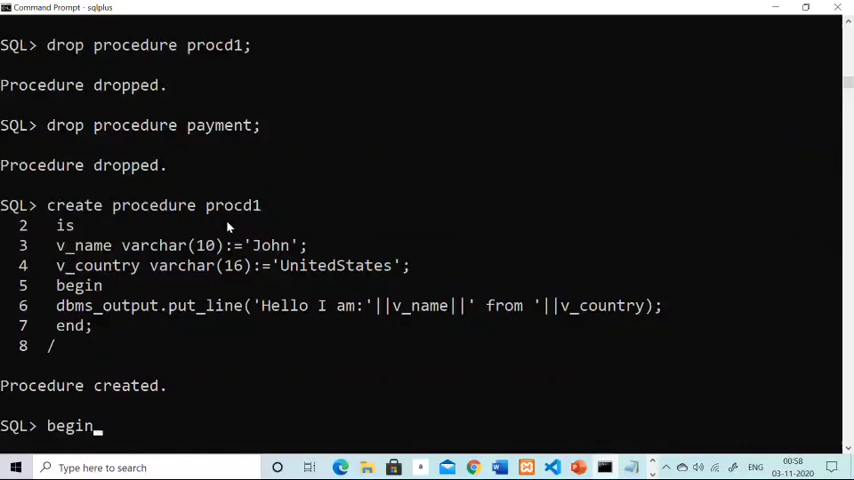 Command Prompt - sqlplus
SQL> drop procedure procd1;
Procedure dropped.
SQL> drop procedure payment;
Procedure dropped.
SQL> create procedure procd1
2 is
3 v_name varchar(10):='John';
4 v_country varchar(16):='UnitedStates';
5 begin
6 dbms_output.put_line('Hello I am:'||v_name||' from '||v_country);
7 end;
8 /
Procedure created.
SQL> begin
Type here to search
a
ENG
00:58
03-11-2020